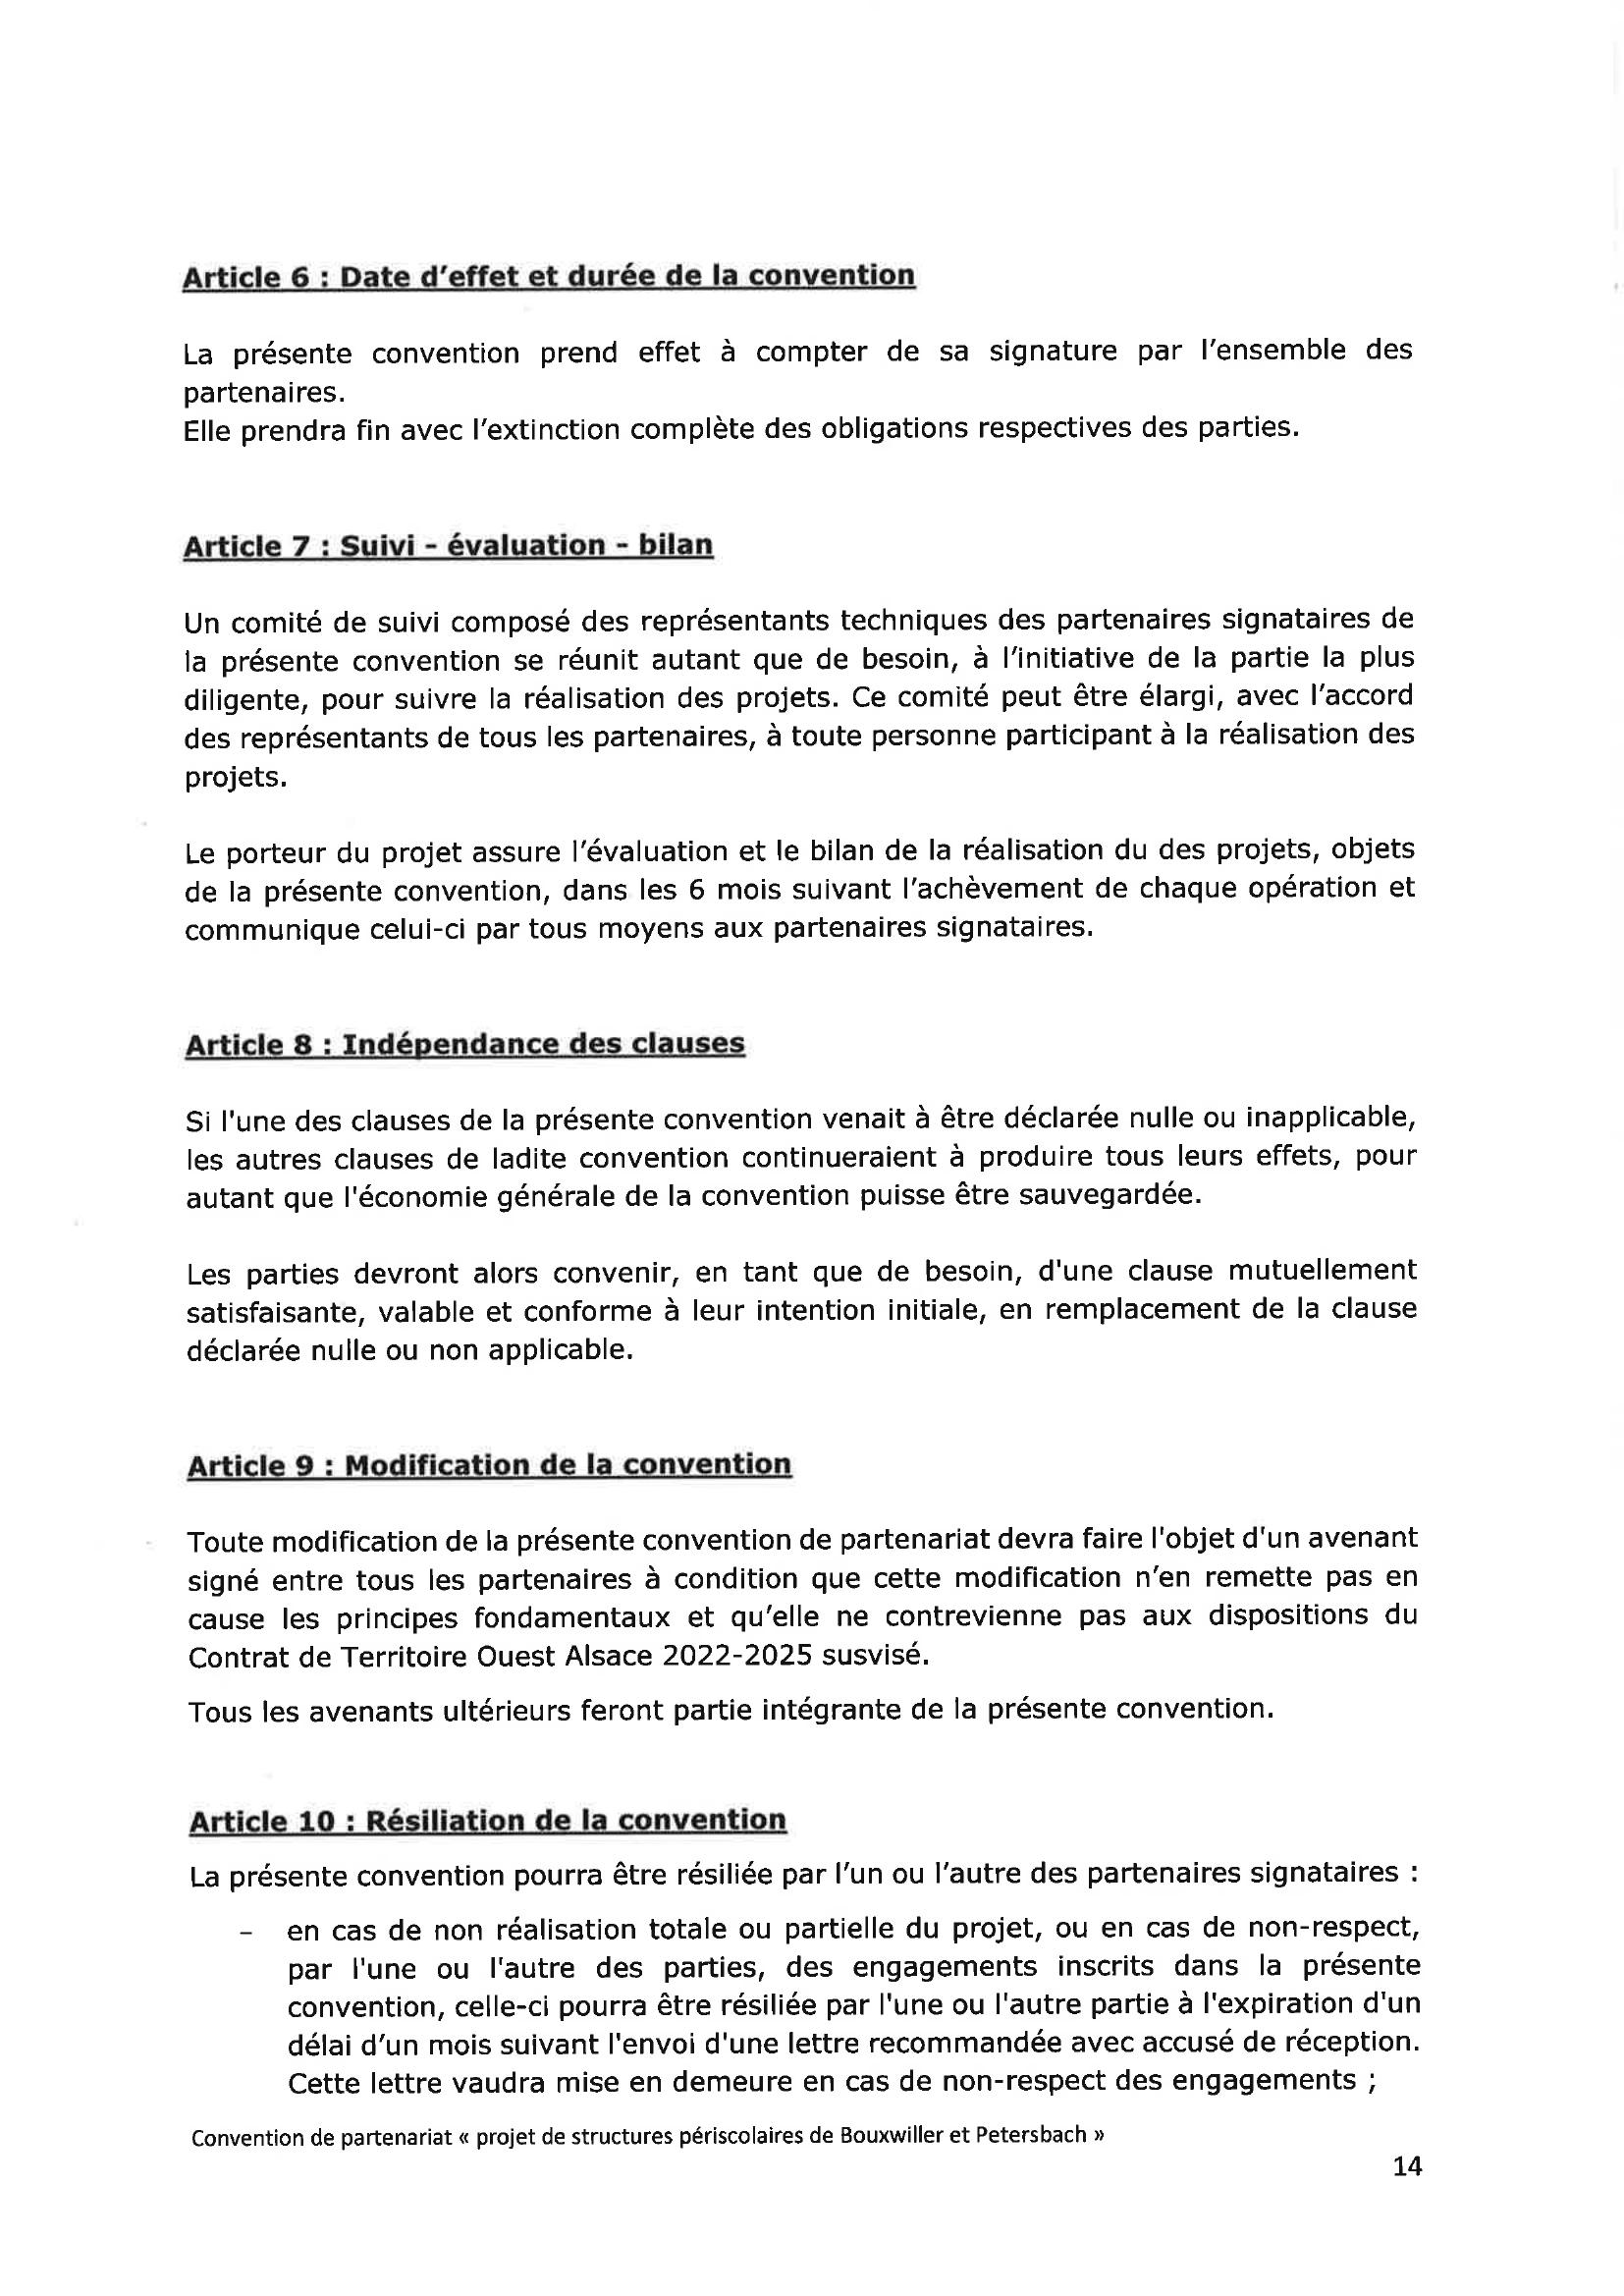 Article 6 : Date d’effet et durée de la convention
La présente convention prend effet à compter de sa signature par l’ensemble des
partenaires.
Elle prendra fin avec l’extinction complète des obligations respectives des parties.
Article 7 : Suivi - évaluation - bilan
Un comité de suivi composé des représentants techniques des partenaires signataires de
la présente convention se réunit autant que de besoin, à l’initiative de la partie la plus
diligente, pour suivre la réalisation des projets. Ce comité peut être élargi, avec l’accord
des représentants de tous les partenaires, à toute personne participant à la réalisation des
projets.
Le porteur du projet assure l’évaluation et le bilan de la réalisation du des projets, objets
de la présente convention, dans les 6 mois suivant l’achèvement de chaque opération et
communique celui-ci par tous moyens aux partenaires signataires.
Article 8 : Indépendance des clauses
Si l'une des clauses de la présente convention venait à être déclarée nulle ou inapplicable,
les autres clauses de ladite convention continueraient à produire tous leurs effets, pour
autant que l'économie générale de la convention puisse être sauvegardée.
Les parties devront alors convenir, en tant que de besoin, d'une clause mutuellement
satisfaisante, valable et conforme à leur intention initiale, en remplacement de la clause
déclarée nulle ou non applicable.
Article 9 : Modification de la convention
Toute modification de la présente convention de partenariat devra faire l'objet d'un avenant
signé entre tous les partenaires à condition que cette modification n’en remette pas en
cause les principes fondamentaux et qu’elle ne contrevienne pas aux dispositions du
Contrat de Territoire Ouest Alsace 2022-2025 susvisé.
Tous les avenants ultérieurs feront partie intégrante de la présente convention.
Article 10 : Résiliation de la convention
La présente convention pourra être résiliée par l’un ou l’autre des partenaires signataires :
- en cas de non réalisation totale ou partielle du projet, ou en cas de non-respect,
par l'une ou l'autre des parties, des engagements inscrits dans la présente
convention, celle-ci pourra être résiliée par l'une ou l'autre partie à l'expiration d'un
délai d’un mois suivant l'envoi d'une lettre recommandée avec accusé de réception.
Cette lettre vaudra mise en demeure en cas de non-respect des engagements ;
Convention de partenariat « projet de structures périscolaires de Bouxwiller et Petersbach »
14